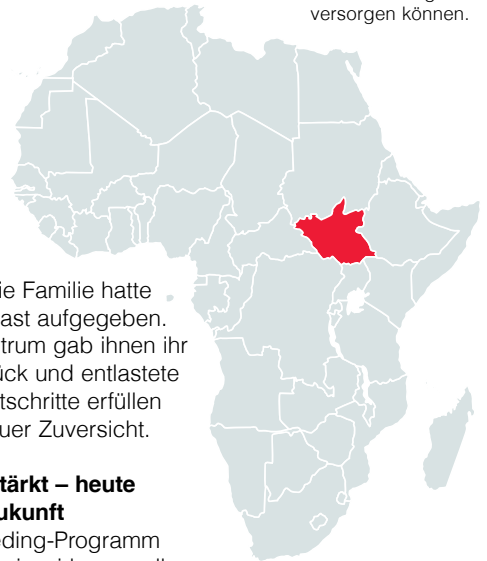 versorgen können.
ie Familie hatte
ast aufgegeben.
trum gab ihnen ihr
ück und entlastete
tschritte erfüllen
uer Zuversicht.
tärkt – heute
ukunft
eding-Programm